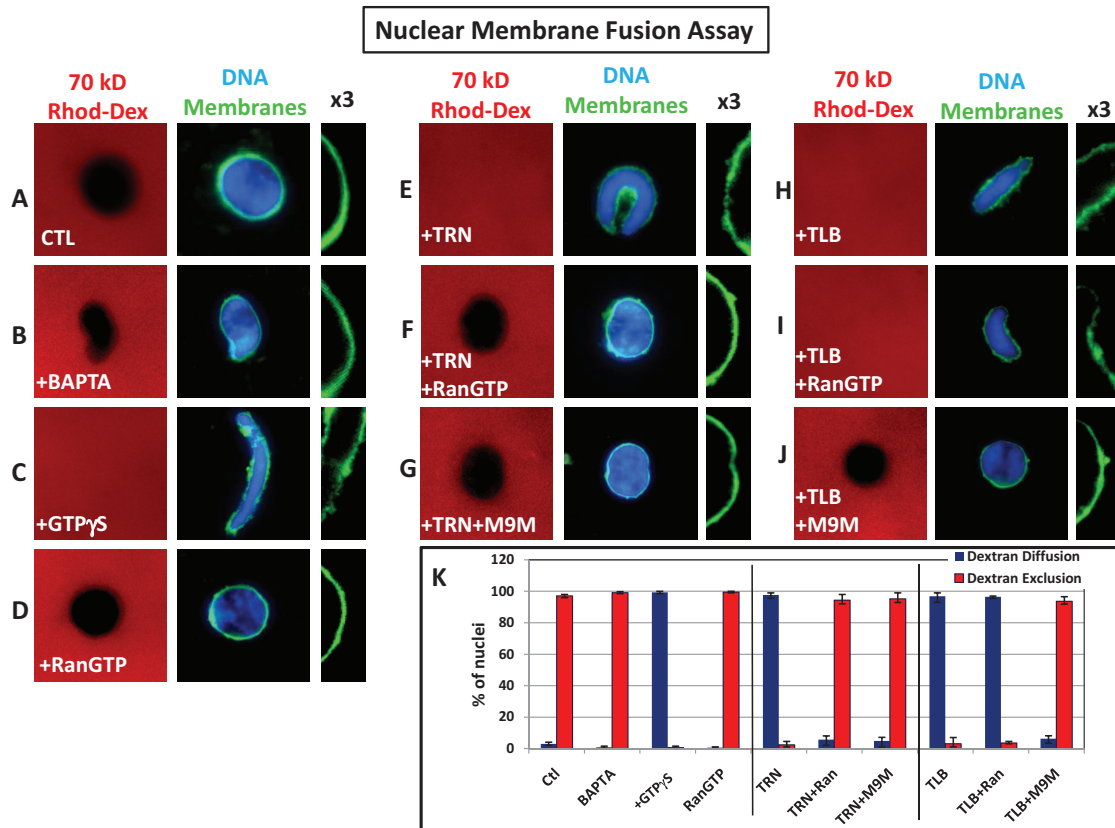 Nuclear Membrane Fusion Assay
70 kD
Rhod-Dex
DNA
Membranes
x3
70 kD
Rhod-Dex
DNA
Membranes
x3
70 kD
Rhod-Dex
DNA
Membranes
x3
A
CTL
B
+BAPTA
C
+GTPγS
D
+RanGTP
E
+TRN
F
+TRN
+RanGTP
G
+TRN+M9M
H
+TLB
I
+TLB
+RanGTP
J
+TLB
+M9M
K
Dextran Diffusion
Dextran Exclusion
% of nuclei
120
100
80
60
40
20
0
Ctl
BAPTA
+GTPγS
RanGTP
TRN
TRN+Ran
TRN+M9M
TLB
TLB+Ran
TLB+M9M